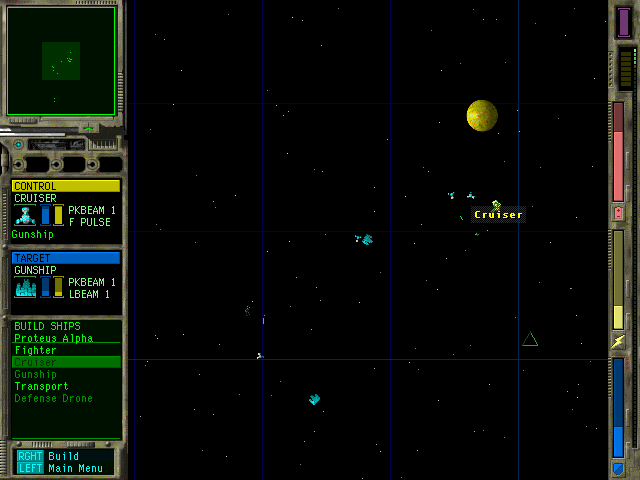 CONTROL
CRUISER
PKBEAM 1
F PULSE
Gunship
TARGET
GUNSHIP
PKBEAM 1
LBEAM 1
BUILD SHIPS
Proteus Alpha
Fighter
Cruiser
Gunship
Transport
Defense Drone
RGHT Build
LEFT Main Menu
Cruiser